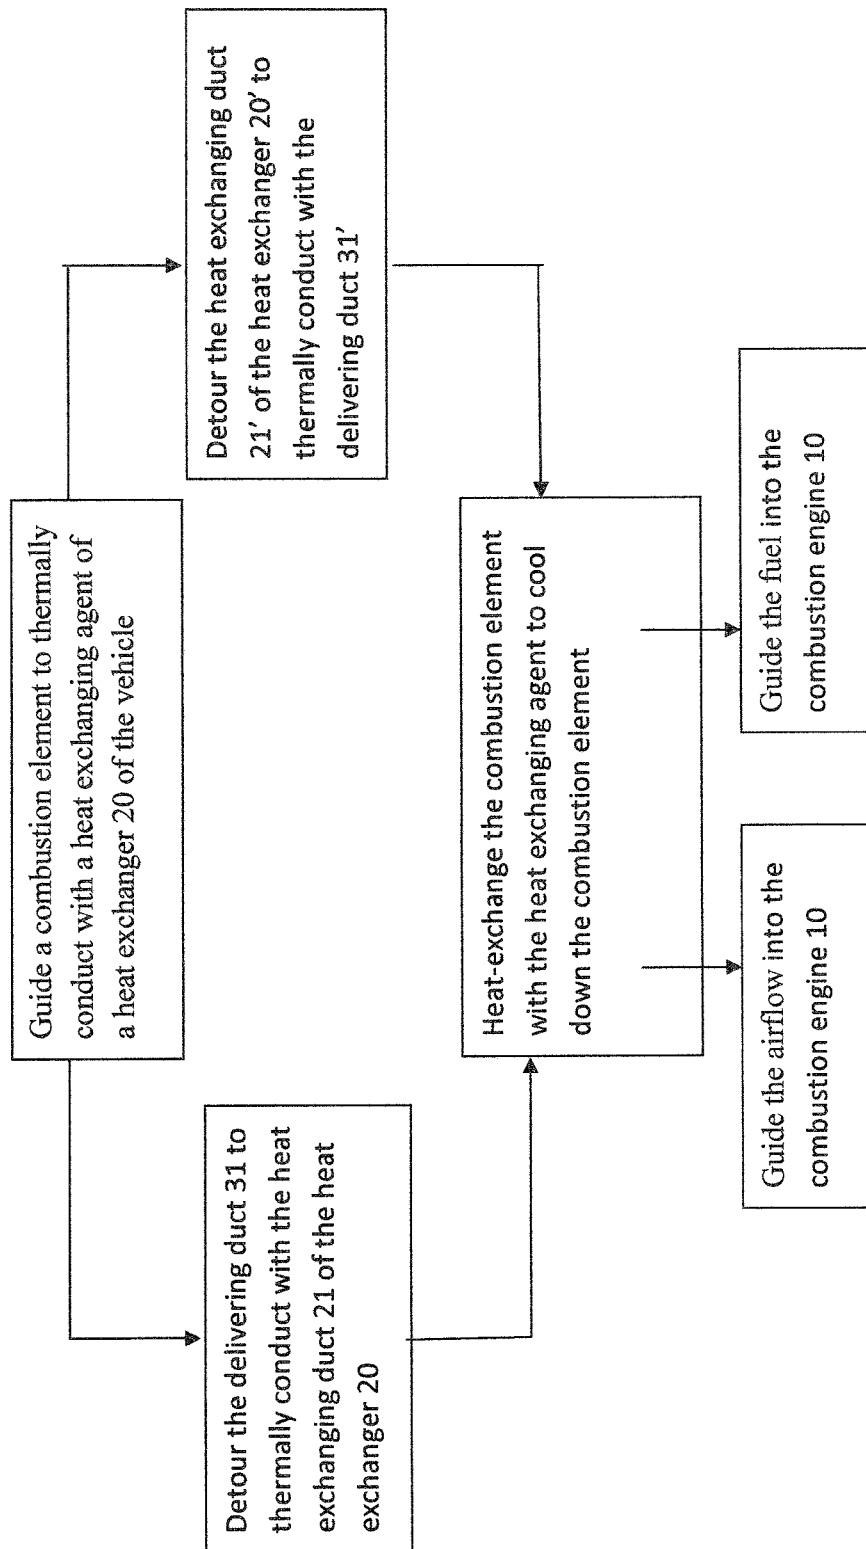 Guide a combustion element to thermally
conduct with a heat exchanging agent of
a heat exchanger 20 of the vehicle
Detour the delivering duct 31 to
thermally conduct with the heat
exchanging duct 21 of the heat
exchanger 20
Detour the heat exchanging duct
21' of the heat exchanger 20' to
thermally conduct with the
delivering duct 31'
Heat-exchange the combustion element
with the heat exchanging agent to cool
down the combustion element
Guide the airflow into the
combustion engine 10
Guide the fuel into the
combustion engine 10